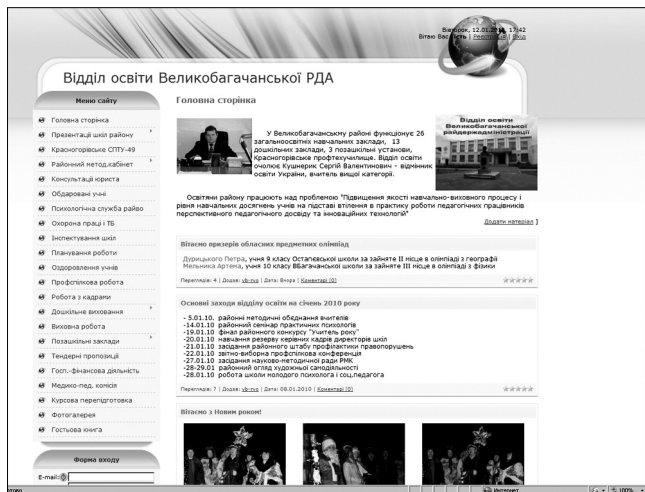 Вівторок, 12.01.2010, 17:42
Вітаю Вас Гість | Реєстрація | Вхід
Відділ освіти Великобагачанської РДА
Меню сайту
Головна сторінка
Презентації шкіл району
Красногорівське СПТУ-49
Районний метод.кабінет
Консультації юриста
Обдаровані учні
Психологічна служба райво
Охорона праці і ТБ
Інспектування шкіл
Планування роботи
Оздоровлення учнів
Профспілкова робота
Робота з кадрами
Дошкільне виховання
Виховна робота
Позашкільні заклади
Тендерні пропозиції
Госп.-фінансова діяльність
Медико-пед. комісія
Курсова перепідготовка
Фотогалерея
Гостьова книга
Форма входу
E-mail:
Головна сторінка
У Великобагачанськму районі функціонує 26
загальноосвітніх навчальних заклади, 13
дошкільних заклади, 3 позашкільні установи,
Красногорівське профтехучилище. Відділ освіти
очолює Кушнерик Сергій Валентинович - відмінник
освіти України, вчитель вищої категорії.
Відділ освіти
Великобагачанської
райдержадміністрації
Освітяни району працюють над проблемою "Підвищення якості навчально-виховного процесу і
рівня навчальних досягнень учнів на підставі втілення в практику роботи педагогічних працівників
перспективного педагогічного досвіду та інноваційних технологій"
Додати матеріал ]
Вітаємо призерів обласних предметних олімпіад
Дурицького Петра, учня 9 класу Остапєвської школи за зайняте ІІ місце в олімпіаді з географії
Мельника Артема, учня 10 класу ВБагачанської школи за зайняте ІІІ місце в олімпіаді з фізики
Переглядів: 4 | Додав: vb-rvo | Дата: Вчора | Коментарі (0)
Основні заходи відділу освіти на січень 2010 року
- 5.01.10. районні методичні обєднання вчителів
-14.01.10 районний семінар практичних психологів
-19.01.10 фінал районного конкурсу "Учитель року"
-20.01.10 навчання резерву керівних кадрів директорів шкіл
-21.01.10 засідання районного штабу профілактики правопорушень
-22.01.10 звітно-виборна профспілкова конференція
-27.01.10 засідання науково-методичної ради РМК
-28-29.01 районний огляд художньої самодіяльності
-28.01.10 робота школи молодого психолога і соц.педагога
Переглядів: 7 | Додав: vb-rvo | Дата: 08.01.2010 | Коментарі (0)
Вітаємо з Новим роком!
Готово
Интернет
100%